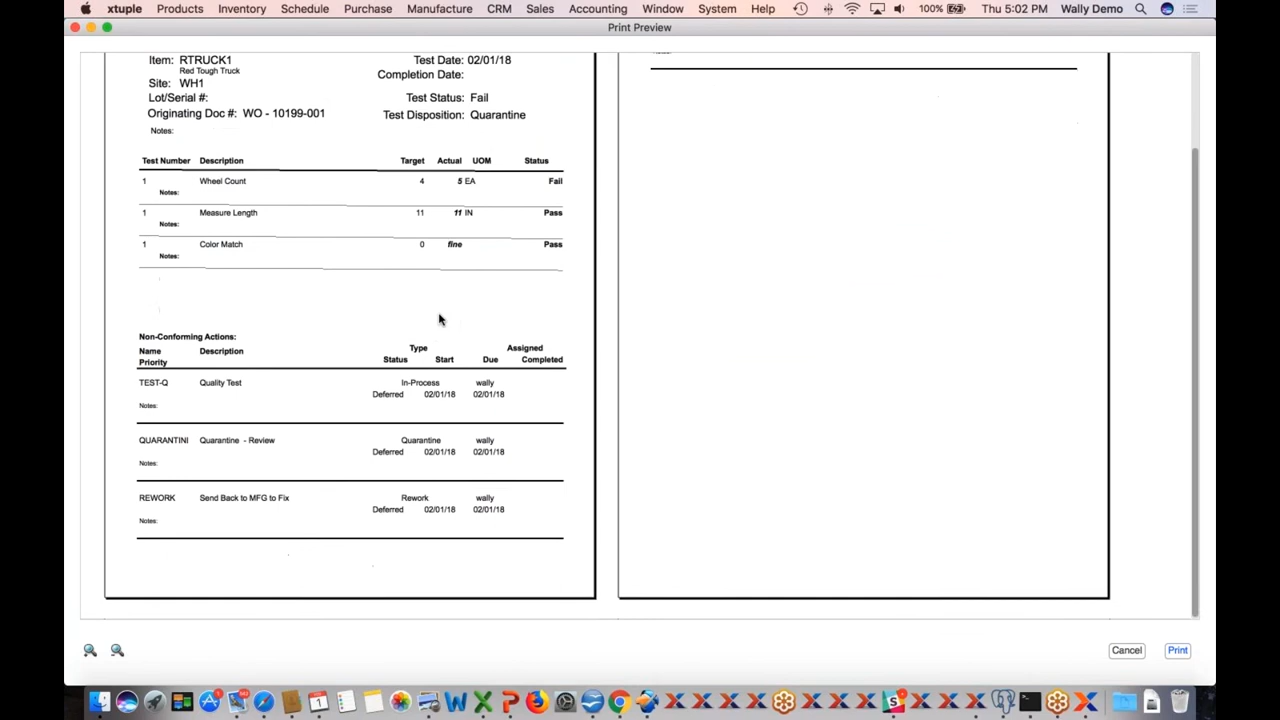 xtuple Products Inventory Schedule Purchase Manufacture CRM Sales Accounting Window System Help 100% Thu 5:02 PM Wally Demo
Print Preview
Item: RTRUCK1
Red Tough Truck
Site: WH1
Lot/Serial #:
Originating Doc #: WO - 10199-001
Notes:
Test Date: 02/01/18
Completion Date:
Test Status: Fail
Test Disposition: Quarantine
Test Number Description Target Actual UOM Status
1 Wheel Count 4 5 EA Fail
Notes:
1 Measure Length 11 11 IN Pass
Notes:
1 Color Match 0 fine Pass
Notes:
Non-Conforming Actions:
Name Description Type Assigned
Priority Status Start Due Completed
TEST-Q Quality Test In-Process wally
Deferred 02/01/18 02/01/18
Notes:
QUARANTINI Quarantine - Review Quarantine wally
Deferred 02/01/18 02/01/18
Notes:
REWORK Send Back to MFG to Fix Rework wally
Deferred 02/01/18 02/01/18
Notes:
Cancel Print